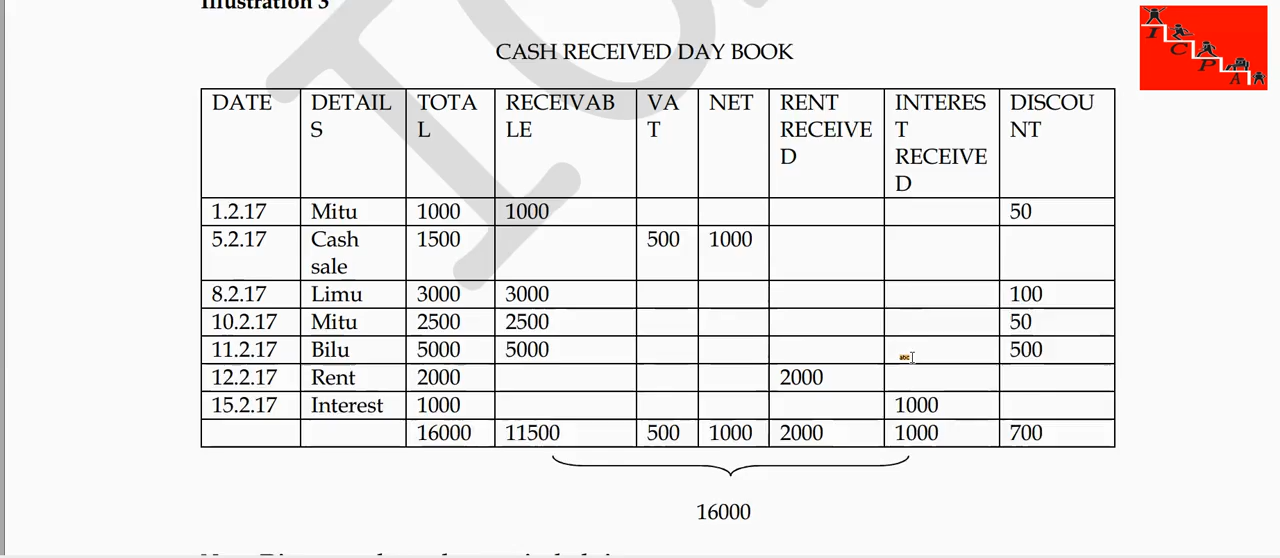 Illustration 3
CASH RECEIVED DAY BOOK
DATE DETAIL TOTA RECEIVAB VA NET RENT INTERES DISCOU
S L LE T RECEIVE T NT
D RECEIVE
D
1.2.17 Mitu 1000 1000 50
5.2.17 Cash 1500 500 1000
sale
8.2.17 Limu 3000 3000 100
10.2.17 Mitu 2500 2500 50
11.2.17 Bilu 5000 5000 500
abc
12.2.17 Rent 2000 2000
15.2.17 Interest 1000 1000
16000 11500 500 1000 2000 1000 700
16000
I
C
P
A